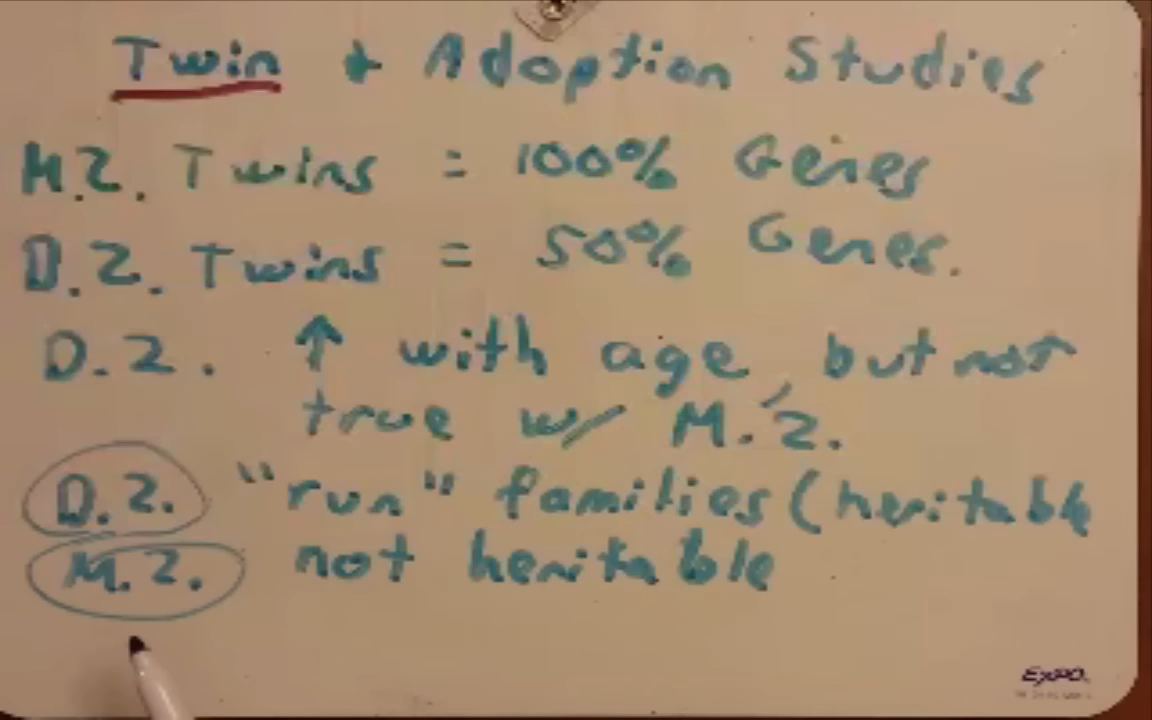 Twin + Adoption Studies
M.Z. Twins = 100% Genes
D.Z. Twins = 50% Genes.
D.Z. ↑ with age, but not
true w/ M.Z.
D.Z. "run" families (heritable
M.Z. not heritable
EXPO